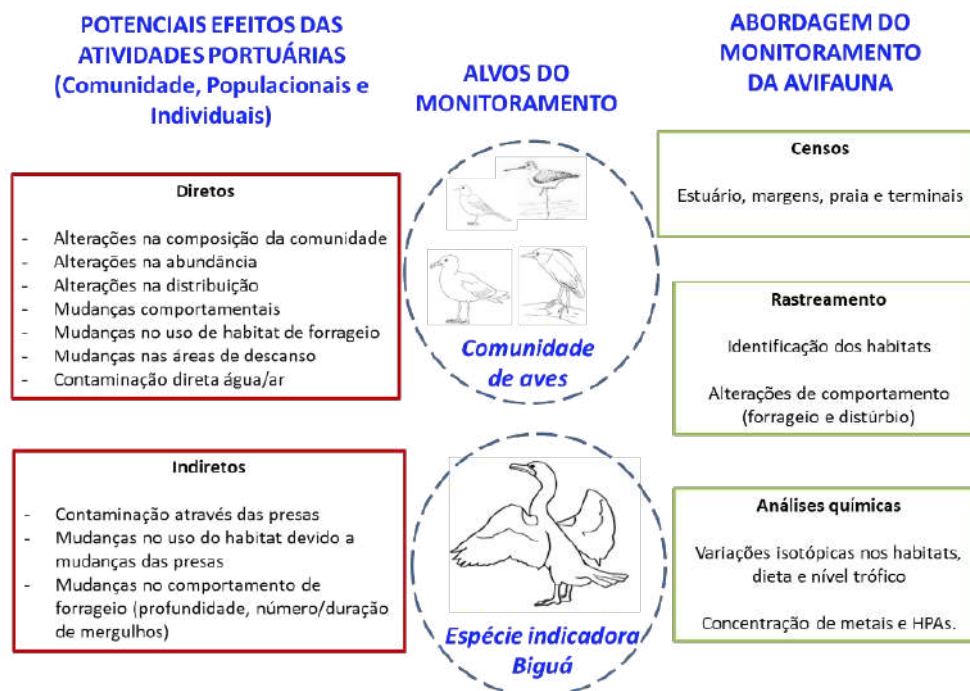 POTENCIAIS EFEITOS DAS
ATIVIDADES PORTUÁRIAS
(Comunidade, Populacionais e
Individuais)
Diretos
- Alterações na composição da comunidade
- Alterações na abundância
- Alterações na distribuição
- Mudanças comportamentais
- Mudanças no uso de habitat de forrageio
- Mudanças nas áreas de descanso
- Contaminação direta água/ar
Indiretos
- Contaminação através das presas
- Mudanças no uso do habitat devido a
mudanças das presas
- Mudanças no comportamento de
forrageio (profundidade, número/duração
de mergulhos)
ALVOS DO
MONITORAMENTO
Comunidade
de aves
Espécie indicadora
Biguá
ABORDAGEM DO
MONITORAMENTO
DA AVIFAUNA
Censos
Estuário, margens, praia e terminais
Rastreamento
Identificação dos habitats
Alterações de comportamento
(forrageio e distúrbio)
Análises químicas
Variações isotópicas nos habitats,
dieta e nível trófico
Concentração de metais e HPAs.